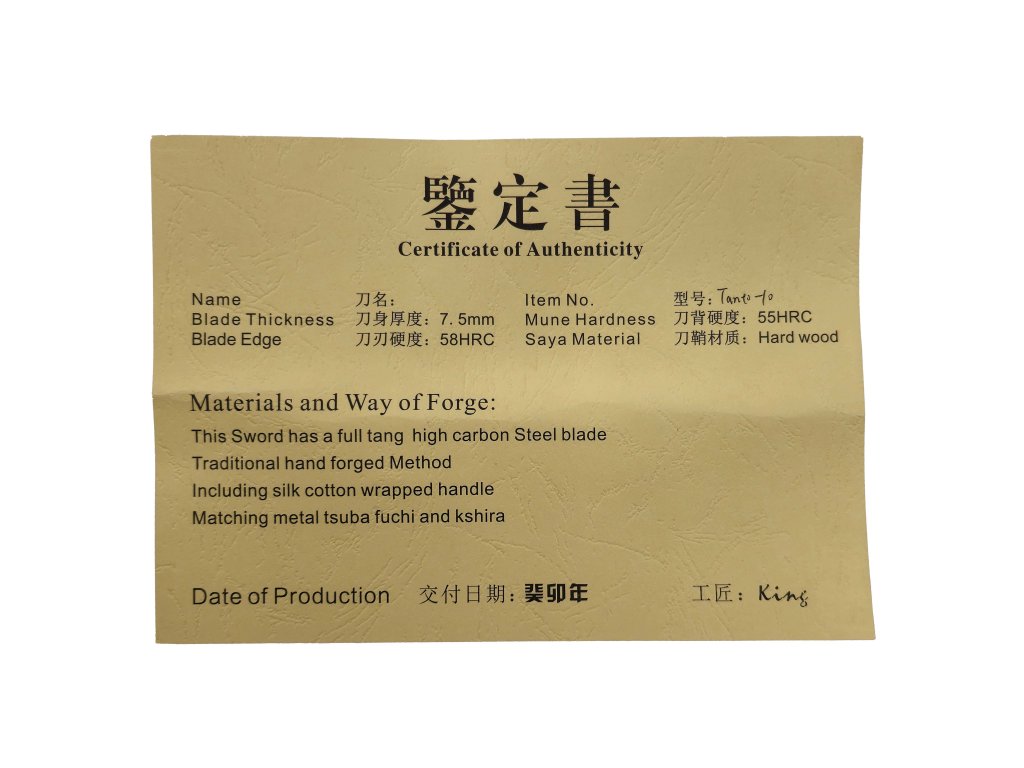 鑒定書
Certificate of Authenticity
Name 刀名： Item No. 型号：Tanto-10
Blade Thickness 刀身厚度：7.5mm Mune Hardness 刀背硬度：55HRC
Blade Edge 刀刃硬度：58HRC Saya Material 刀鞘材质：Hard wood
Materials and Way of Forge:
This Sword has a full tang high carbon Steel blade
Traditional hand forged Method
Including silk cotton wrapped handle
Matching metal tsuba fuchi and kshira
Date of Production 交付日期：癸卯年 工匠：King